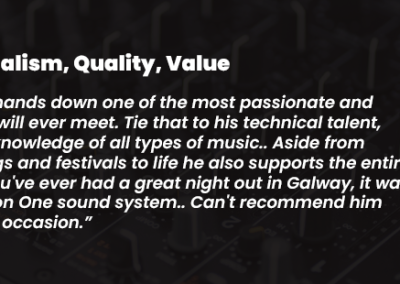 alism, Quality, Value
hands down one of the most passionate and
will ever meet. Tie that to his technical talent,
knowledge of all types of music.. Aside from
gs and festivals to life he also supports the entir
u've ever had a great night out in Galway, it wa
on One sound system.. Can't recommend him
occasion.”